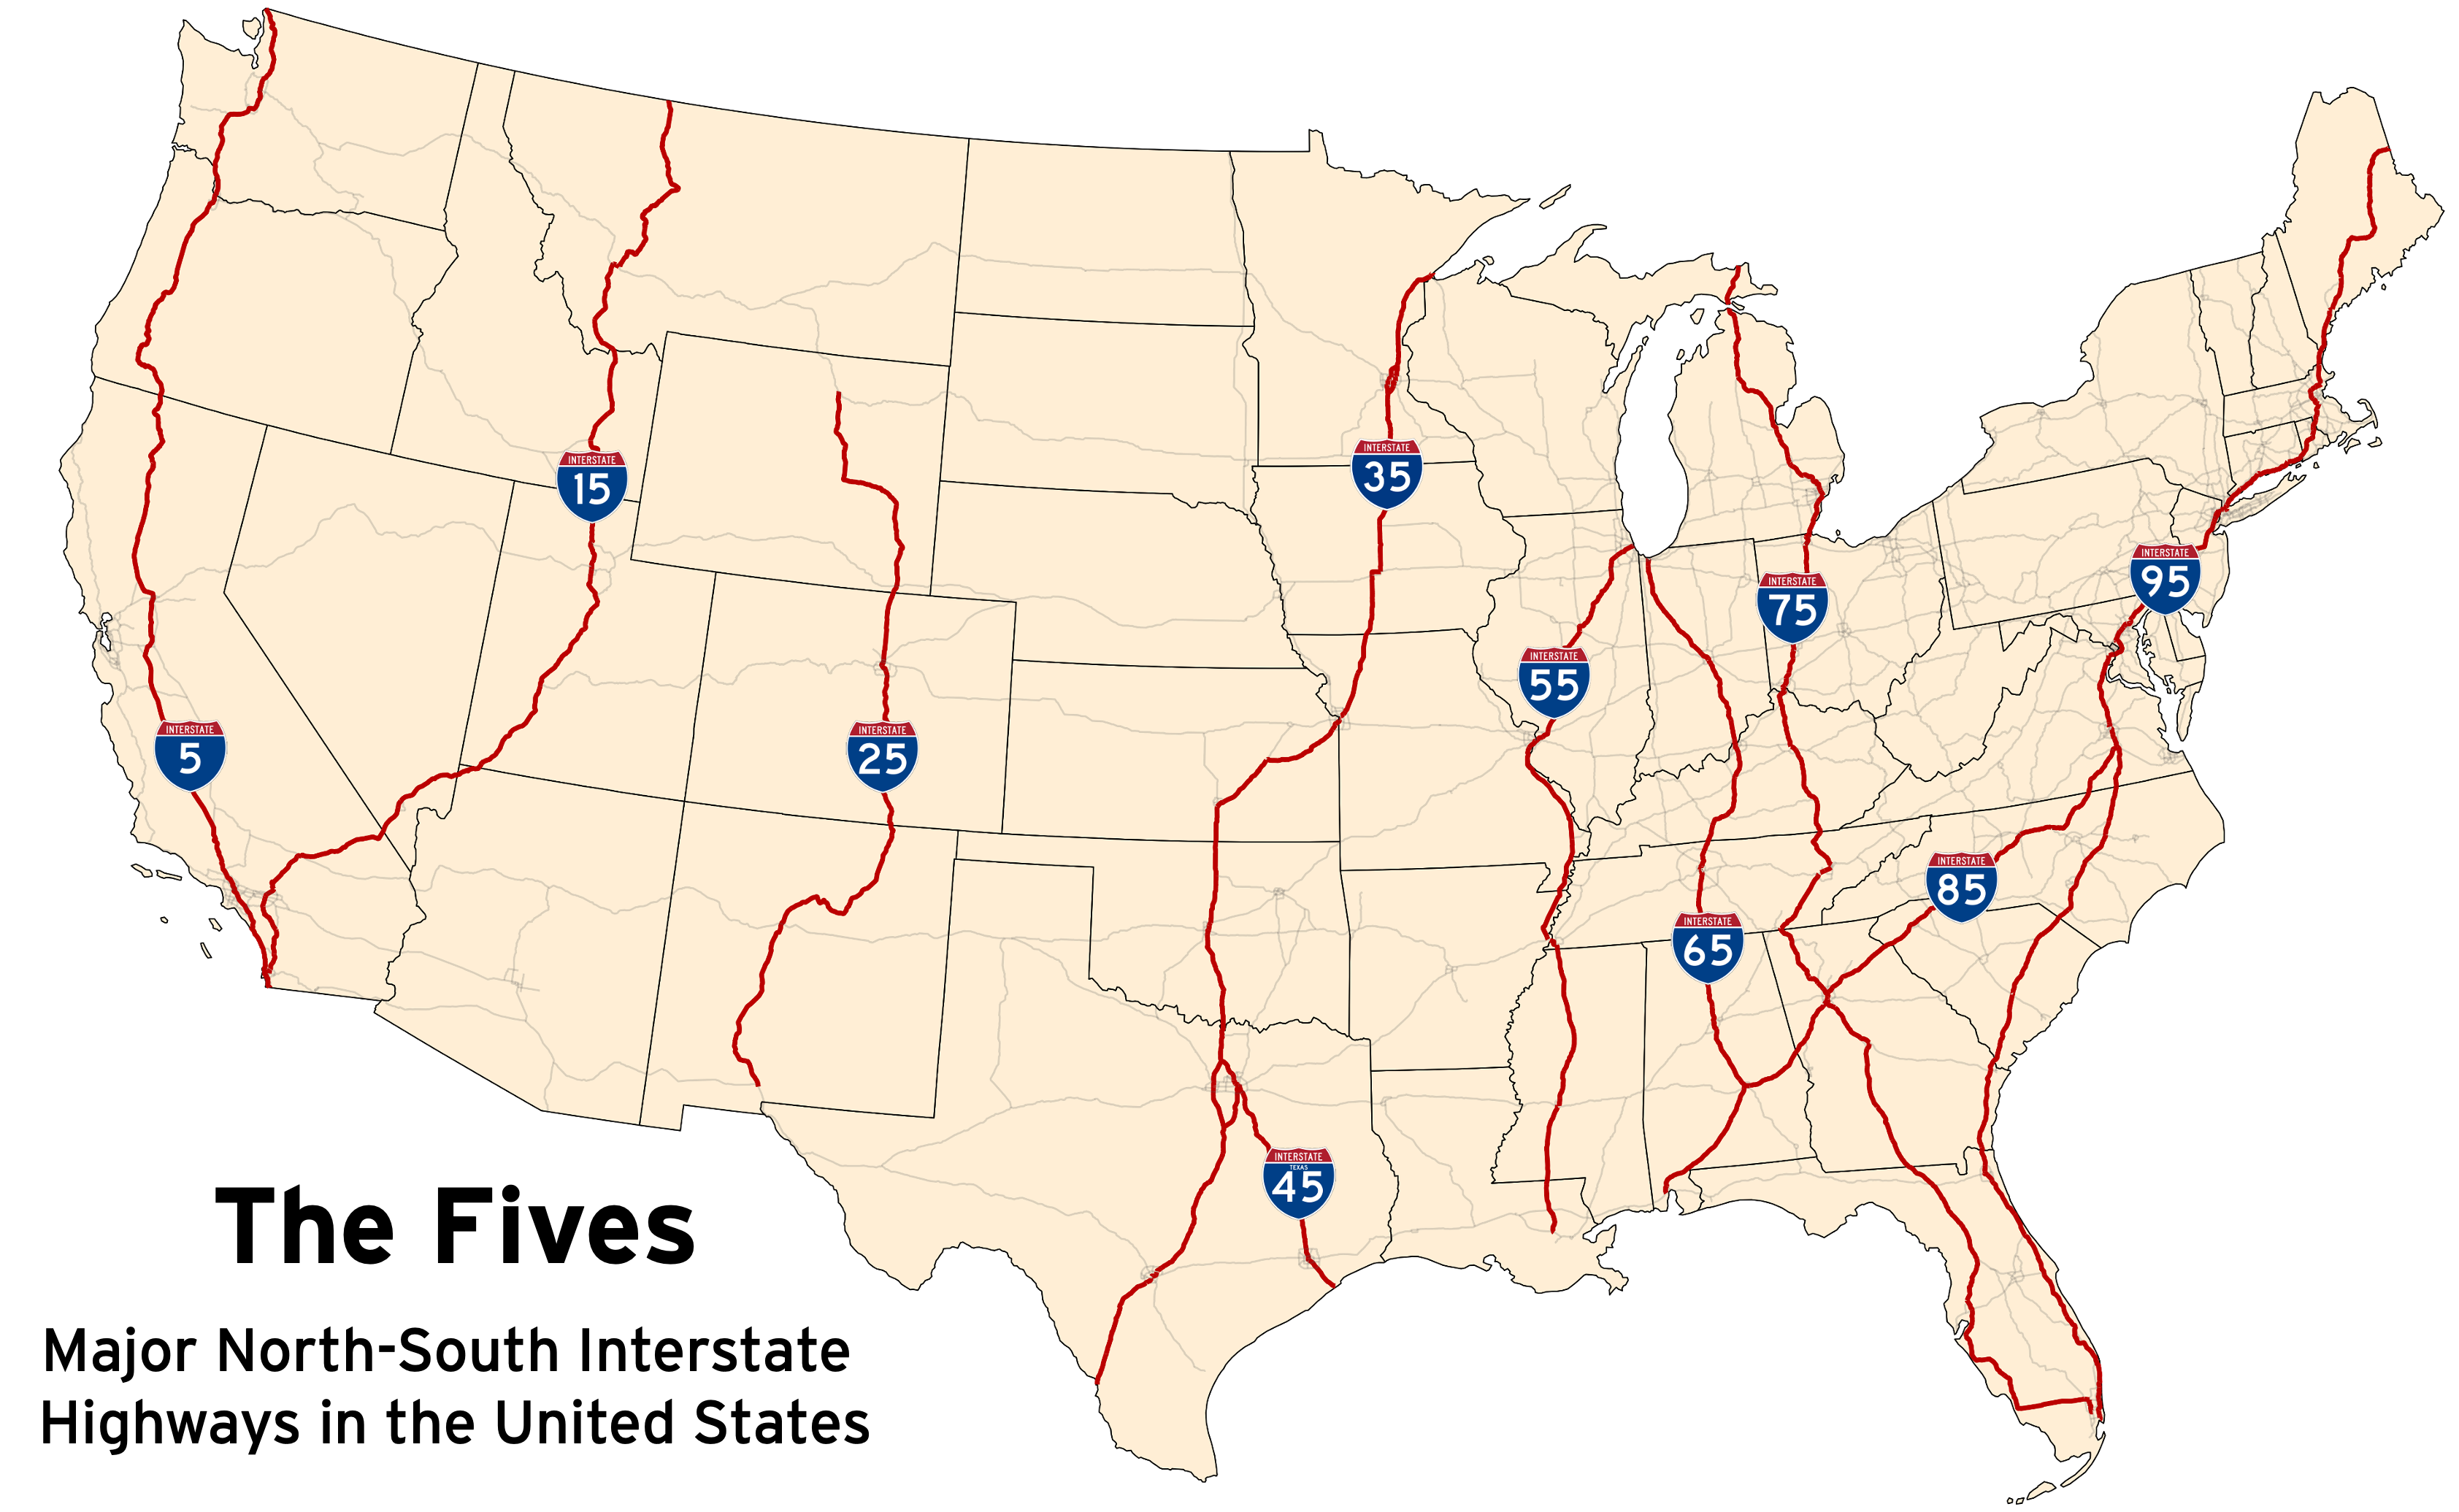 INTERSTATE
35
INTERSTATE
15
INTERSTATE
95
INTERSTATE
75
INTERSTATE
55
INTERSTATE
5
INTERSTATE
25
INTERSTATE
85
INTERSTATE
65
INTERSTATE
TEXAS
45
The Fives
Major North-South Interstate
Highways in the United States